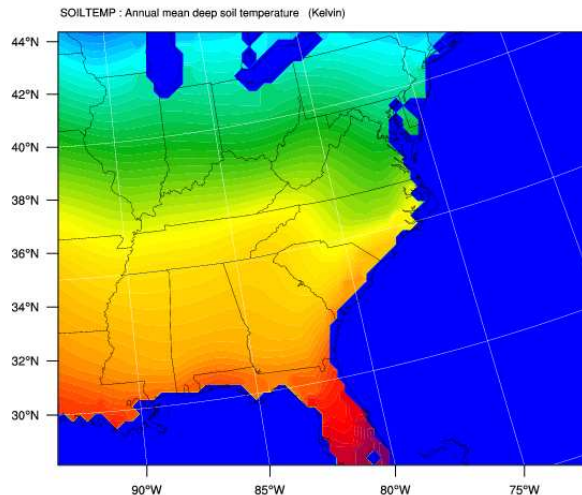 SOILTEMP : Annual mean deep soil temperature (Kelvin)
44°N
42°N
40°N
38°N
36°N
34°N
32°N
30°N
90°W
85°W
80°W
75°W